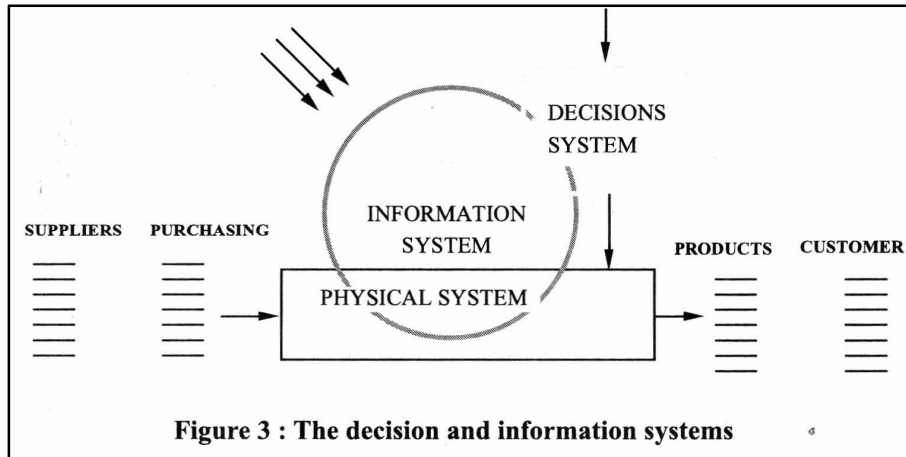 DECISIONS
SYSTEM
INFORMATION
SYSTEM
SUPPLIERS
PURCHASING
PRODUCTS
CUSTOMER
PHYSICAL SYSTEM
Figure 3 : The decision and information systems